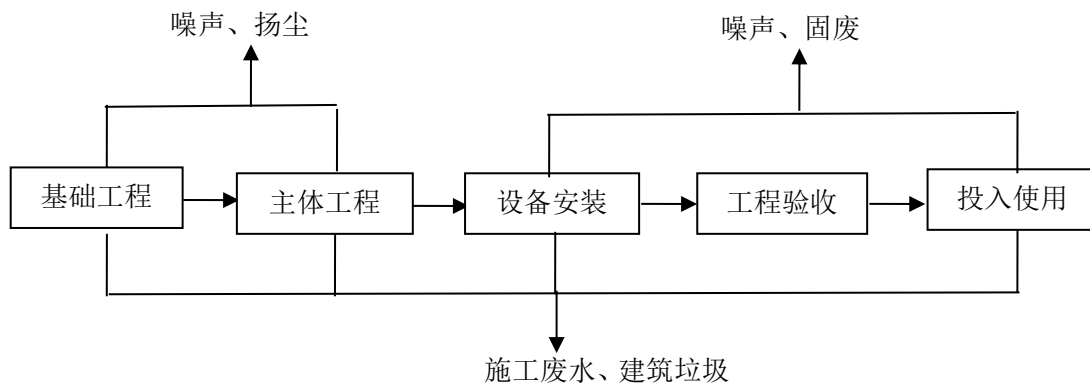 噪声、扬尘
噪声、固废
基础工程
主体工程
设备安装
工程验收
投入使用
施工废水、建筑垃圾